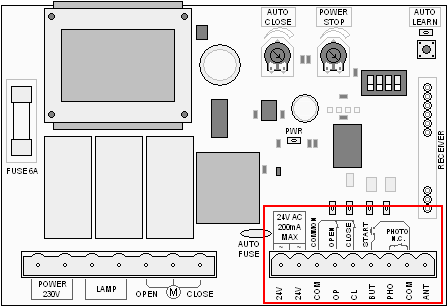 AUTO
CLOSE
POWER
STOP
AUTO
LEARN
PWR
FUSE 6A
RECEIVER
AUTO
FUSE
24V AC
200mA
MAX
~ ~
COMMON
OPEN
CLOSE
START
PHOTO
N.C.
POWER
230V
LAMP
OPEN
M
CLOSE
24V
24V
COM
OP
CL
BUT
PHO
COM
ANT